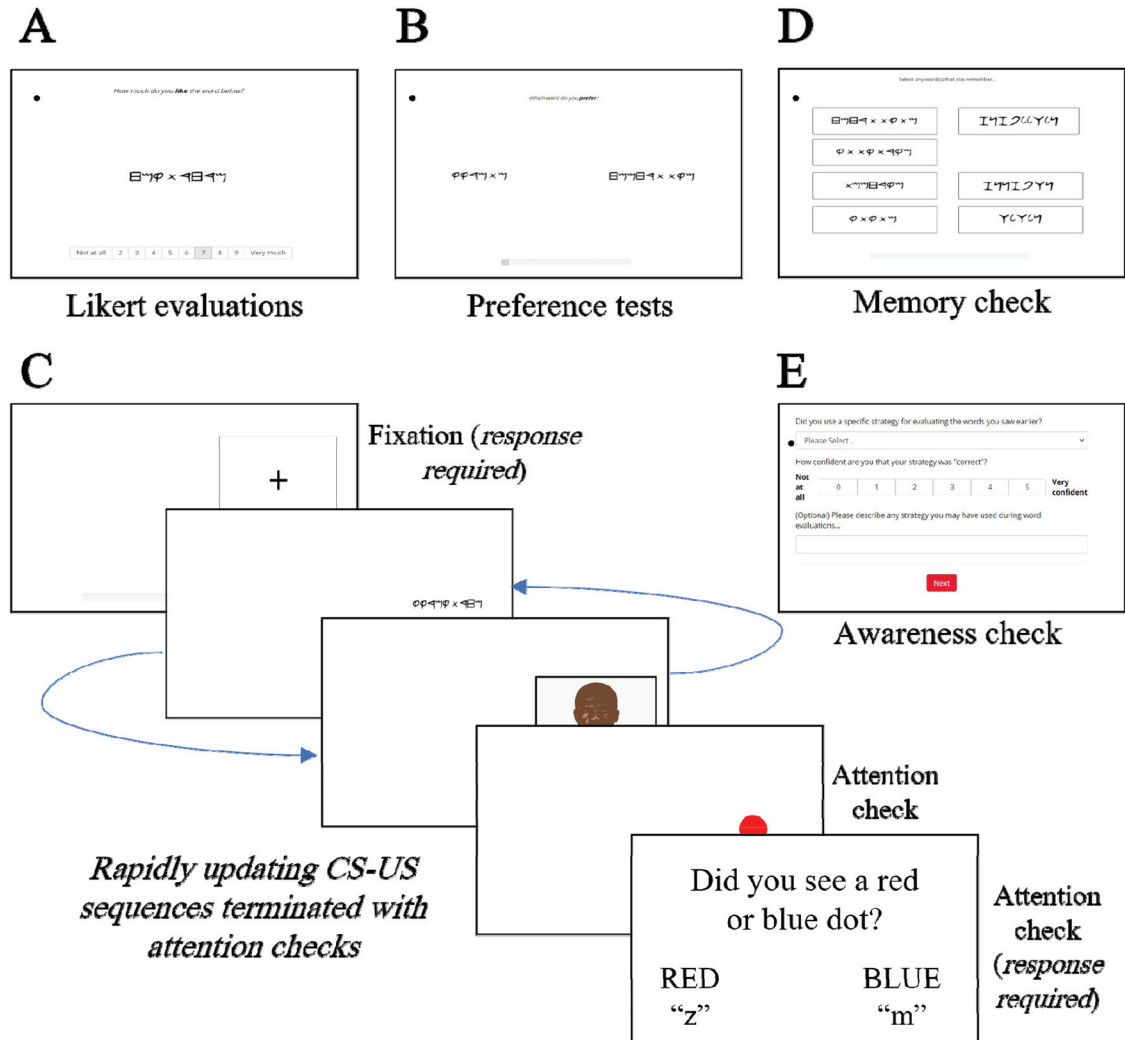 A
How much do you like the word below?
Not at all 2 3 4 5 6 7 8 9 Very much
Likert evaluations
B
Which word do you prefer?
Preference tests
D
Select any word(s) that you remember...
Memory check
C
Fixation (response
required)
+
Rapidly updating CS-US
sequences terminated with
attention checks
Attention
check
Did you see a red
or blue dot?
RED BLUE
"z" "m"
Attention
check
(response
required)
E
Did you use a specific strategy for evaluating the words you saw earlier?
Please Select...
How confident are you that your strategy was "correct"?
Not at all 0 1 2 3 4 5 Very confident
(Optional) Please describe any strategy you may have used during word
evaluations...
Next
Awareness check